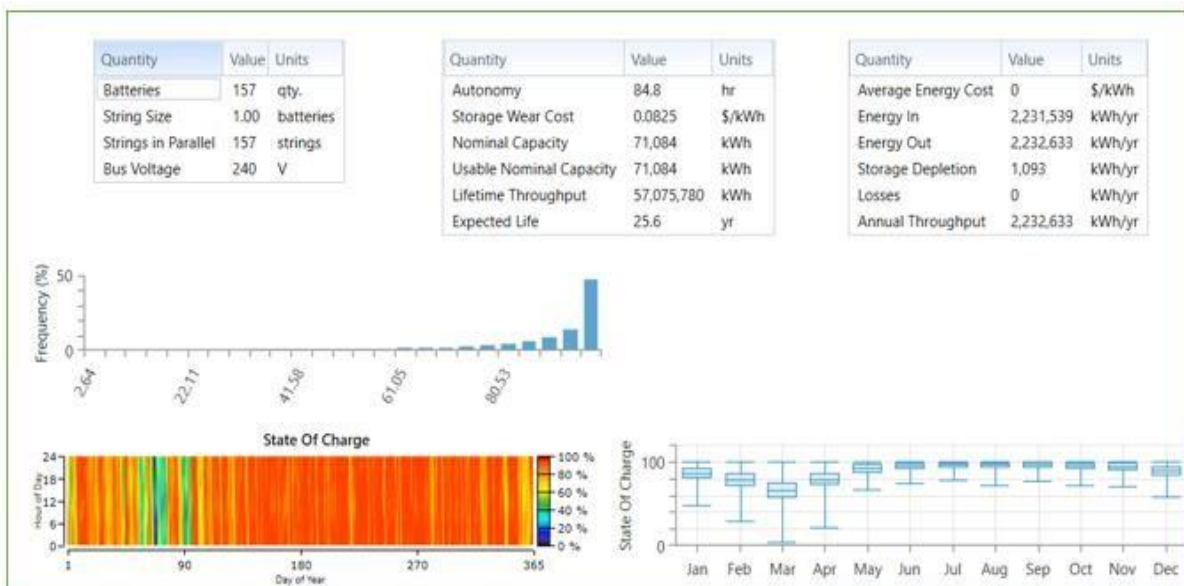 Quantity Value Units
Batteries 157 qty.
String Size 1.00 batteries
Strings in Parallel 157 strings
Bus Voltage 240 V
Quantity Value Units
Autonomy 84.8 hr
Storage Wear Cost 0.0825 $/kWh
Nominal Capacity 71,084 kWh
Usable Nominal Capacity 71,084 kWh
Lifetime Throughput 57,075,780 kWh
Expected Life 25.6 yr
Quantity Value Units
Average Energy Cost 0 $/kWh
Energy In 2,231,539 kWh/yr
Energy Out 2,232,633 kWh/yr
Storage Depletion 1,093 kWh/yr
Losses 0 kWh/yr
Annual Throughput 2,232,633 kWh/yr
Frequency (%)
50
0
2.64 22.11 41.58 61.05 80.53
State Of Charge
Hour of Day
24
18
12
6
0
1 90 180 270 365
Day of Year
100 %
80 %
60 %
40 %
20 %
0 %
State Of Charge
100
0
Jan Feb Mar Apr May Jun Jul Aug Sep Oct Nov Dec